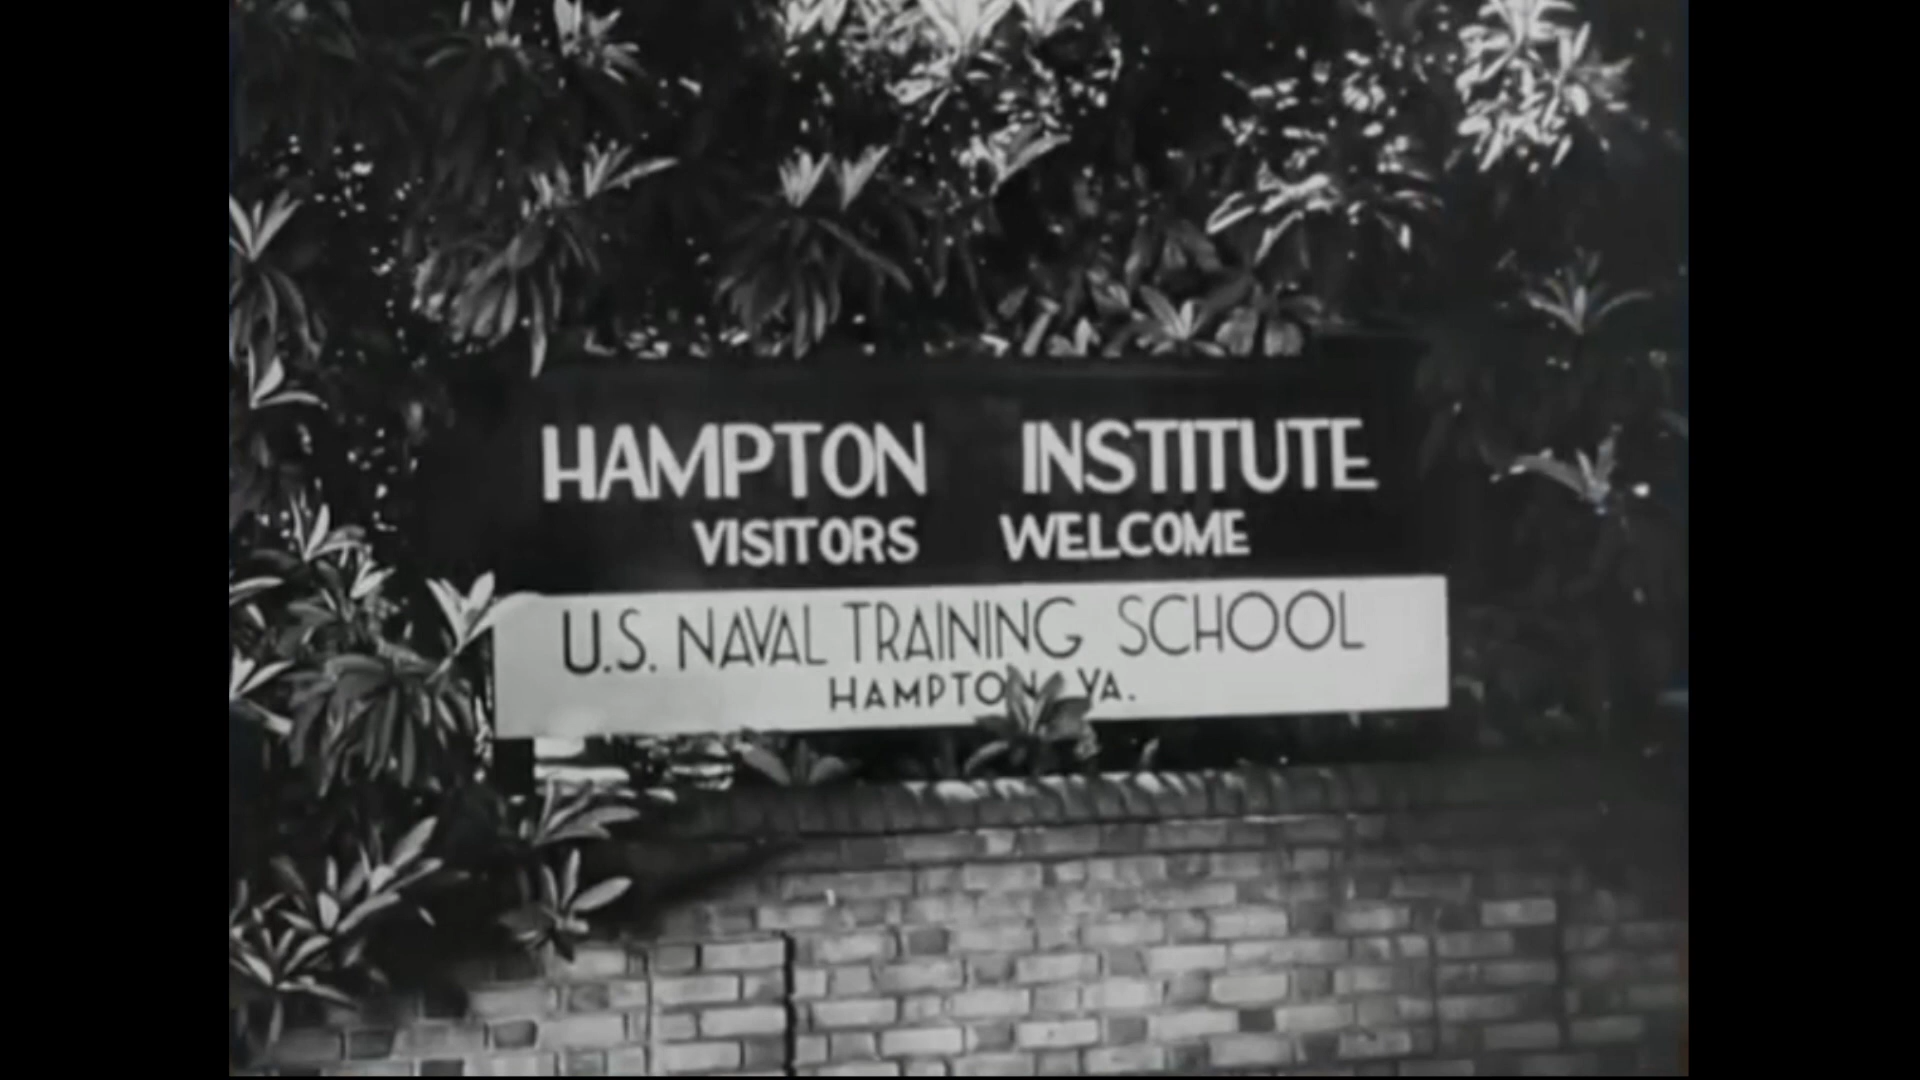 HAMPTON INSTITUTE
VISITORS WELCOME
U.S. NAVAL TRAINING SCHOOL
HAMPTON VA.